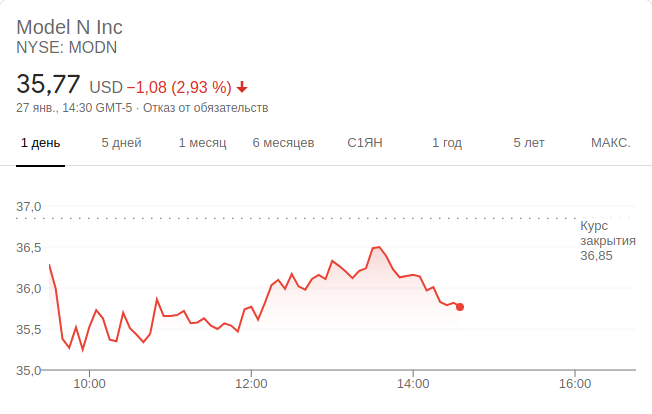 Model N Inc
NYSE: MODN
35,77 USD −1,08 (2,93 %)
27 янв., 14:30 GMT-5 · Отказ от обязательств
1 день 5 дней 1 месяц 6 месяцев С1ЯН 1 год 5 лет МАКС.
37,0
Курс
закрытия
36,85
36,5
36,0
35,5
35,0
10:00 12:00 14:00 16:00